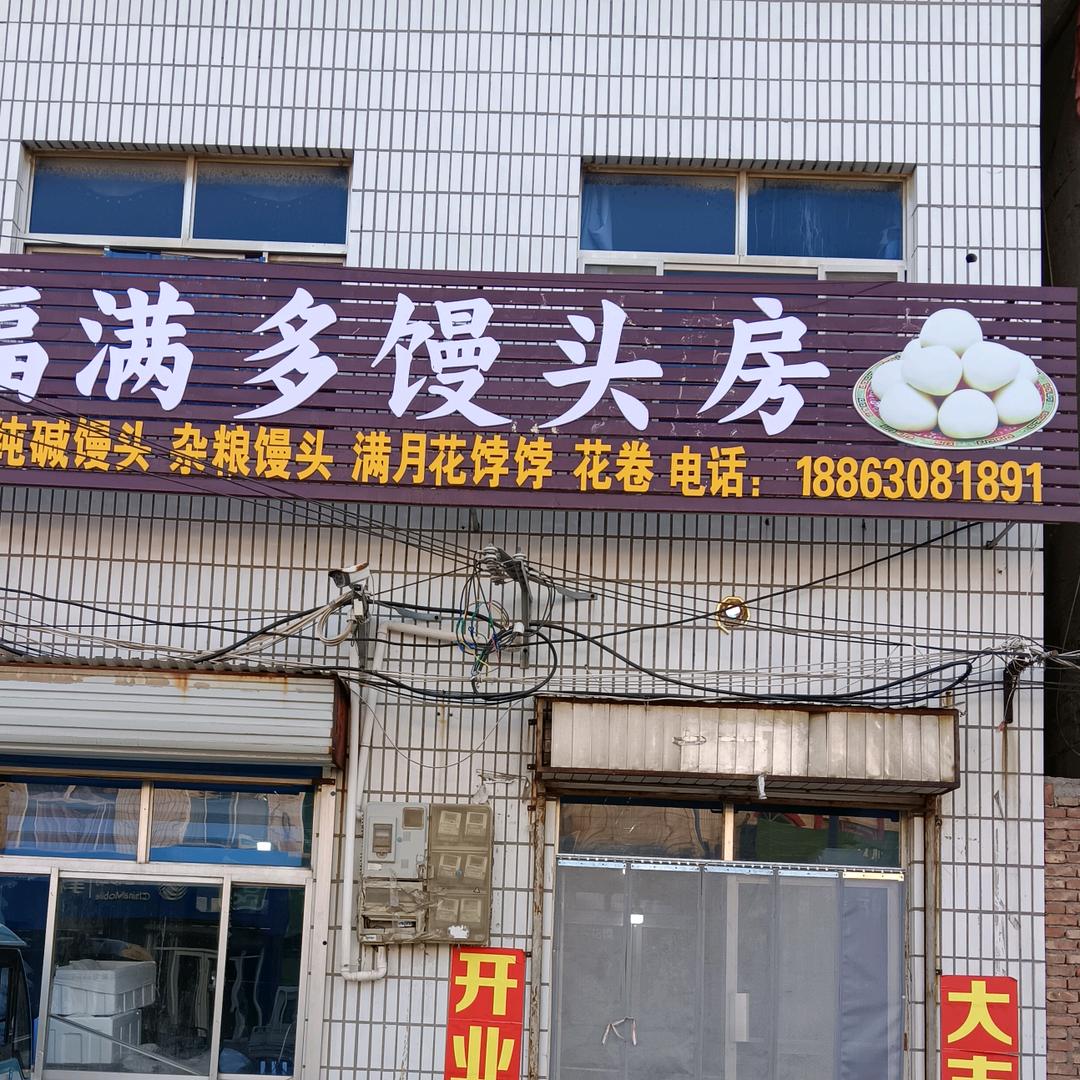 福满多馒头房
纯碱馒头 杂粮馒头 满月花饽饽 花卷 电话：18863081891
ChinaMobile
开业
大吉